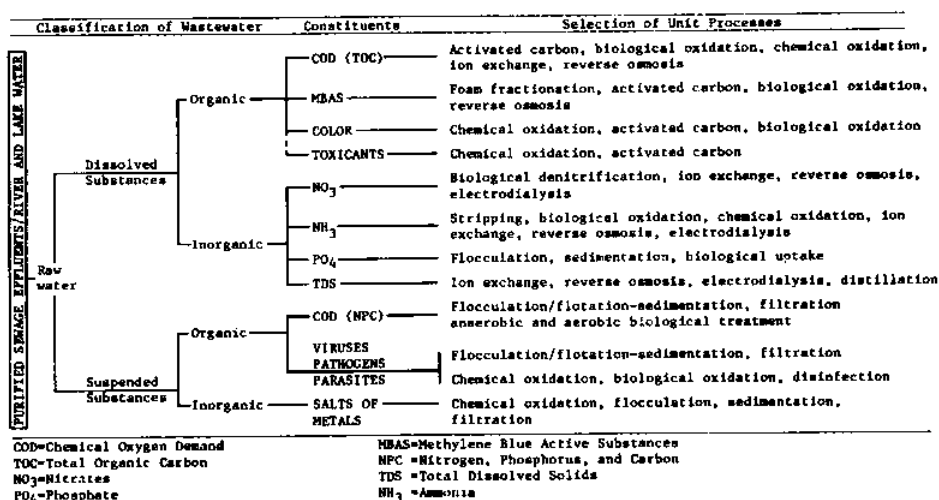 Classification of Wastewater Constituents Selection of Unit Processes
PURIFIED SEWAGE EFFLUENTS/RIVER AND LAKE WATER
Raw
water
Dissolved
Substances
Organic
COD (TOC)
Activated carbon, biological oxidation, chemical oxidation,
ion exchange, reverse osmosis
MBAS
Foam fractionation, activated carbon, biological oxidation,
reverse osmosis
COLOR
Chemical oxidation, activated carbon, biological oxidation
TOXICANTS
Chemical oxidation, activated carbon
Inorganic
NO3
Biological denitrification, ion exchange, reverse osmosis,
electrodialysis
NH3
Stripping, biological oxidation, chemical oxidation, ion
exchange, reverse osmosis, electrodialysis
PO4
Flocculation, sedimentation, biological uptake
TDS
Ion exchange, reverse osmosis, electrodialysis, distillation
Suspended
Substances
Organic
COD (NPC)
Flocculation/flotation-sedimentation, filtration
anaerobic and aerobic biological treatment
VIRUSES
PATHOGENS
PARASITES
Flocculation/flotation-sedimentation, filtration
Chemical oxidation, biological oxidation, disinfection
Inorganic
SALTS OF
METALS
Chemical oxidation, flocculation, sedimentation,
filtration
COD=Chemical Oxygen Demand
TOC=Total Organic Carbon
NO3=Nitrates
PO4=Phosphate
MBAS=Methylene Blue Active Substances
NPC =Nitrogen, Phosphorus, and Carbon
TDS =Total Dissolved Solids
NH3 =Ammonia